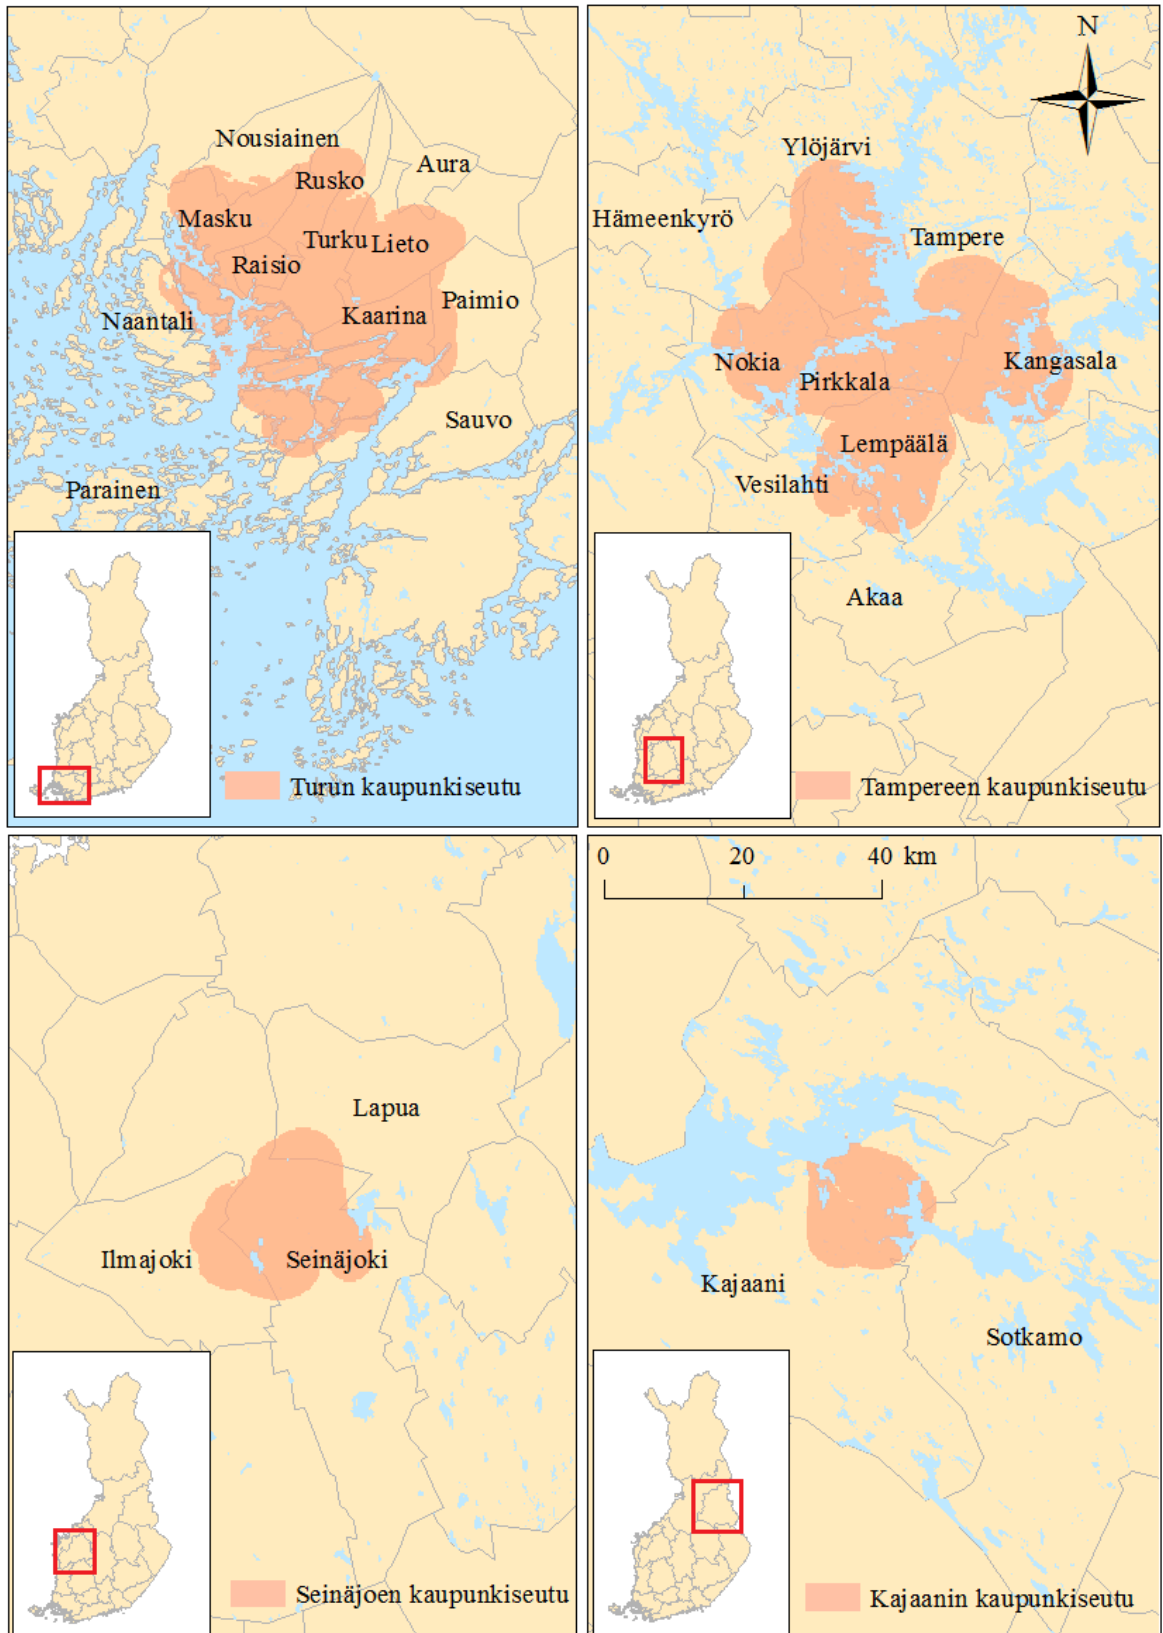 Nousiainen
Aura
Rusko
Masku
Turku
Lieto
Raisio
Paimio
Kaarina
Naantali
Sauvo
Parainen
Turun kaupunkiseutu
N
Ylöjärvi
Hämeenkyrö
Tampere
Nokia
Kangasala
Pirkkala
Lempäälä
Vesilahti
Akaa
Tampereen kaupunkiseutu
Lapua
Ilmajoki
Seinäjoki
Seinäjoen kaupunkiseutu
0 20 40 km
Kajaani
Sotkamo
Kajaanin kaupunkiseutu